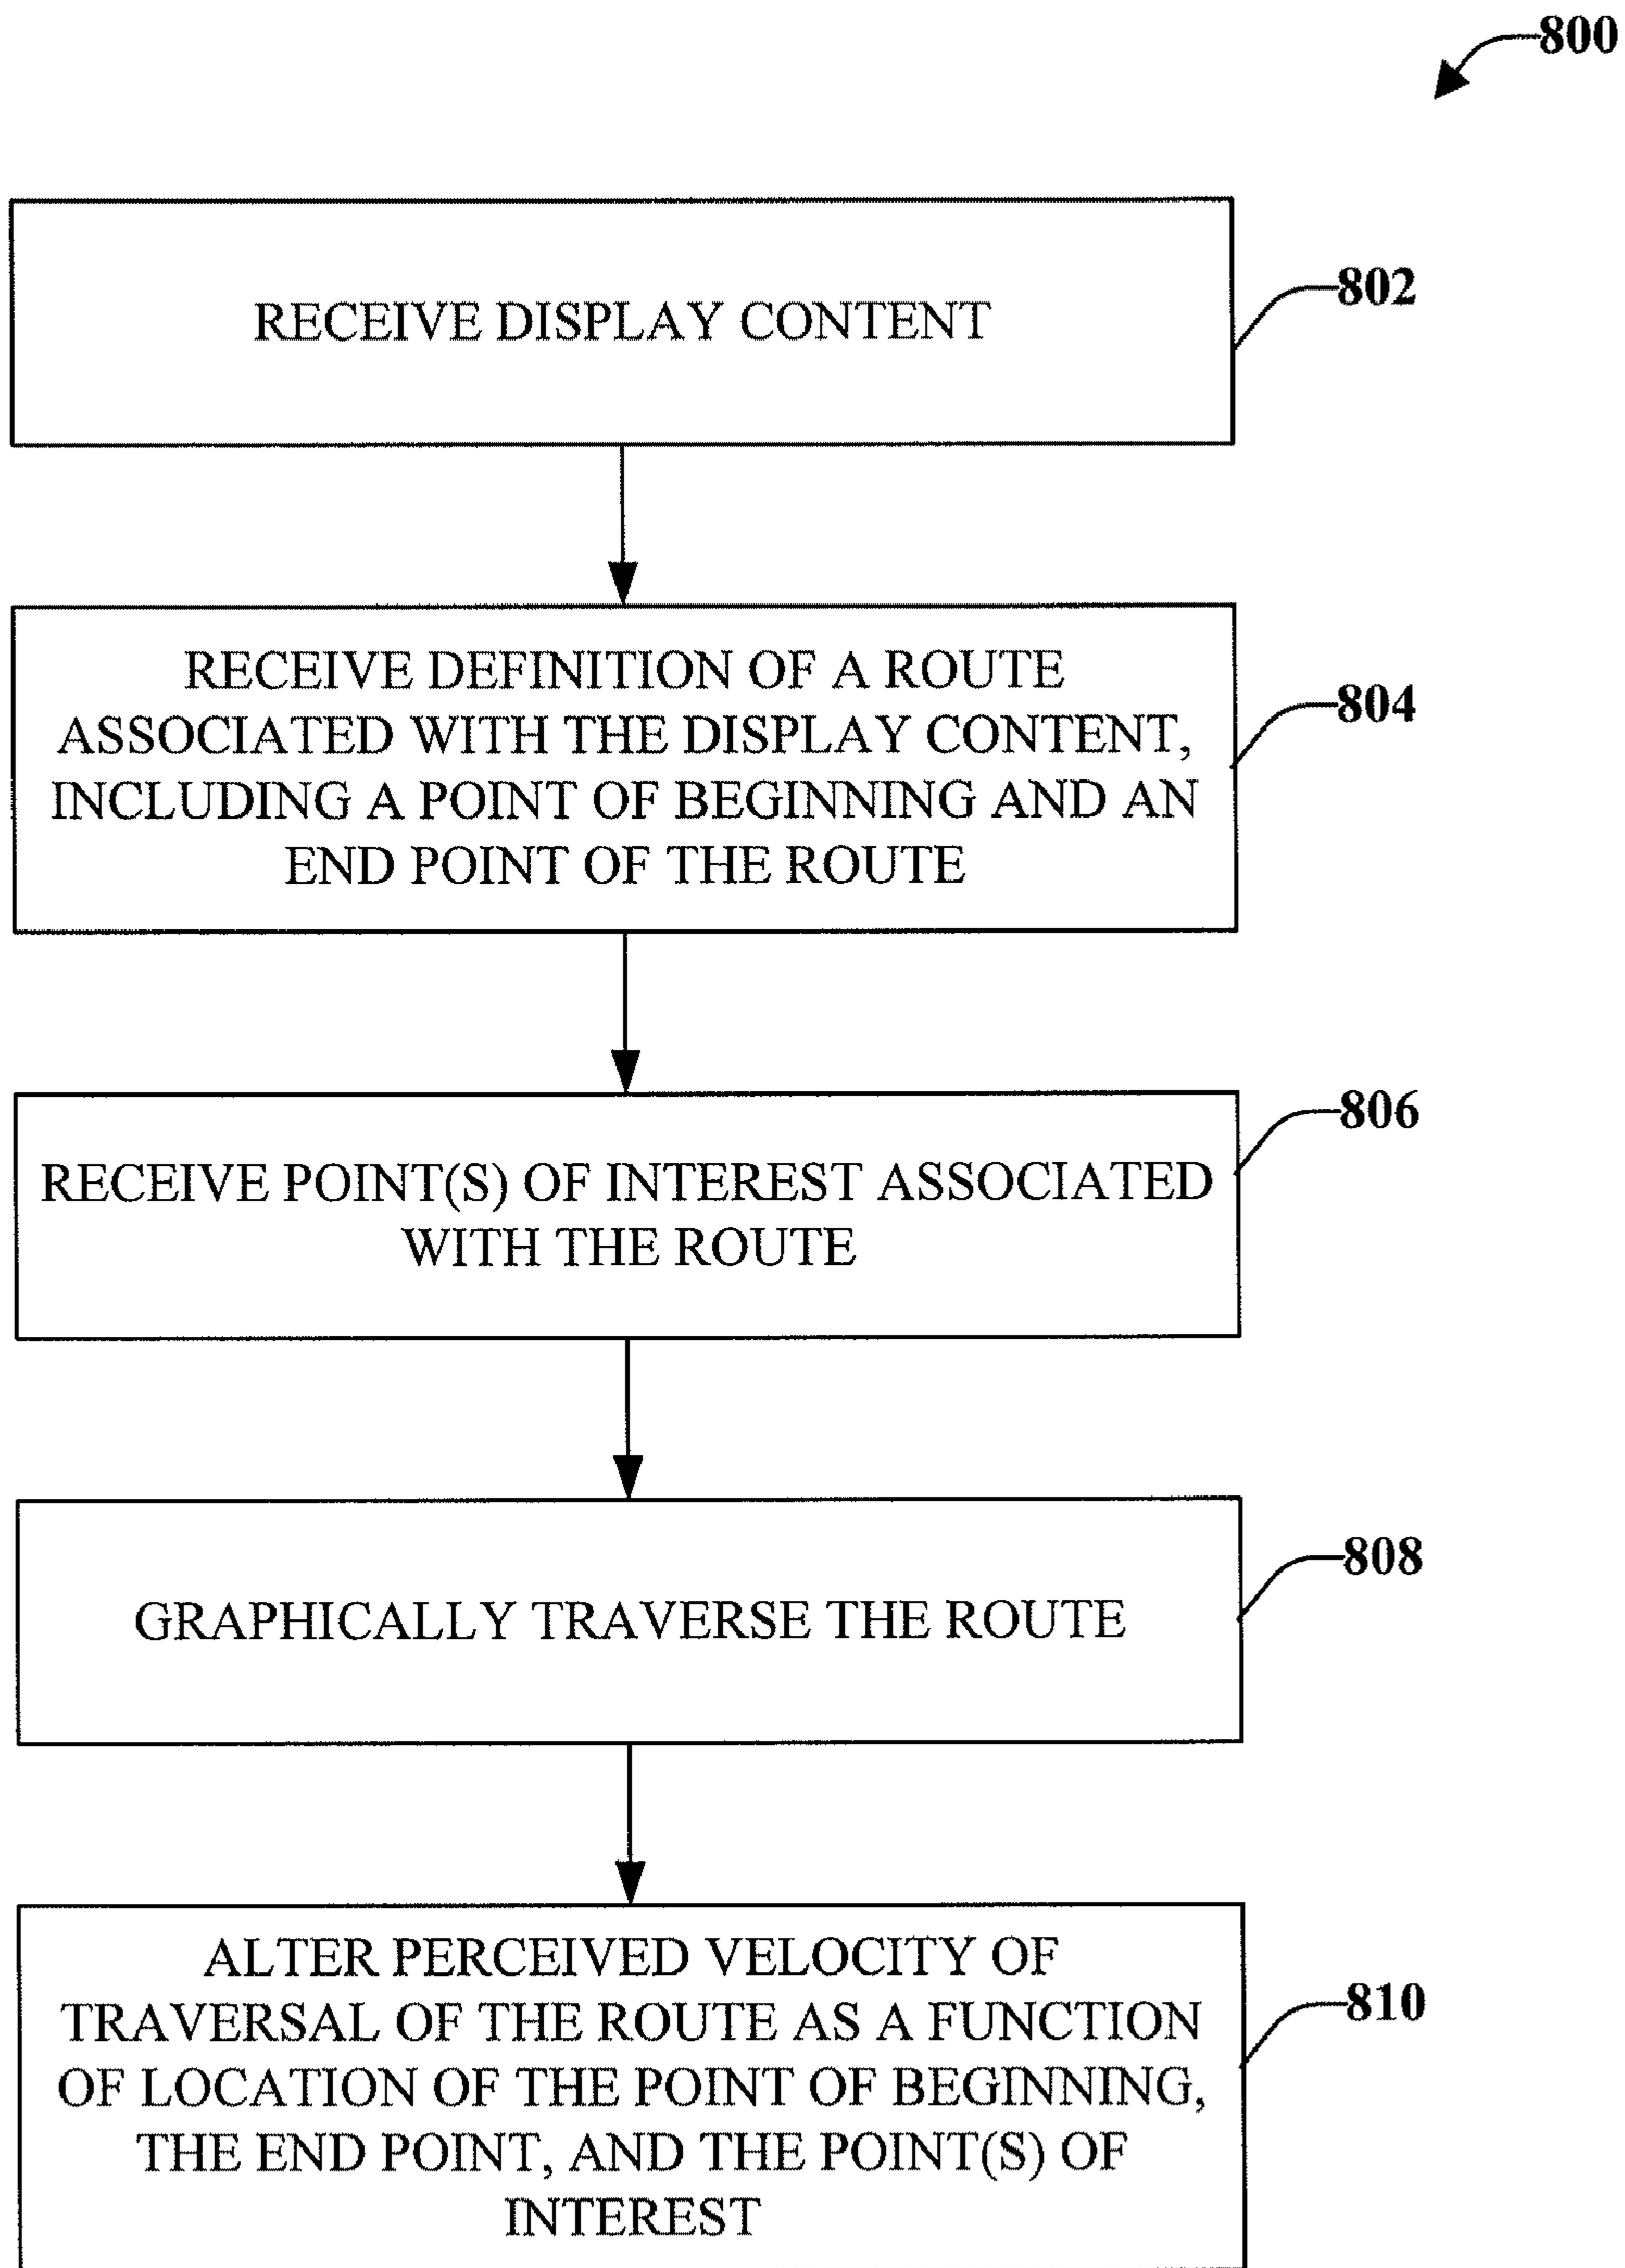 800
RECEIVE DISPLAY CONTENT
802
RECEIVE DEFINITION OF A ROUTE
ASSOCIATED WITH THE DISPLAY CONTENT,
INCLUDING A POINT OF BEGINNING AND AN
END POINT OF THE ROUTE
804
RECEIVE POINT(S) OF INTEREST ASSOCIATED
WITH THE ROUTE
806
GRAPHICALLY TRAVERSE THE ROUTE
808
ALTER PERCEIVED VELOCITY OF
TRAVERSAL OF THE ROUTE AS A FUNCTION
OF LOCATION OF THE POINT OF BEGINNING,
THE END POINT, AND THE POINT(S) OF
INTEREST
810